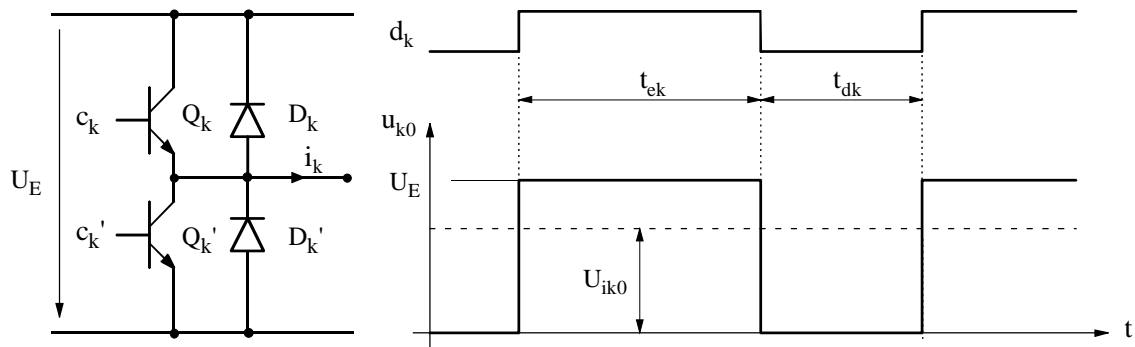 d_k
t_ek t_dk
c_k Q_k D_k
u_k0
i_k
U_E U_E
c_k' Q_k' D_k'
U_ik0
t